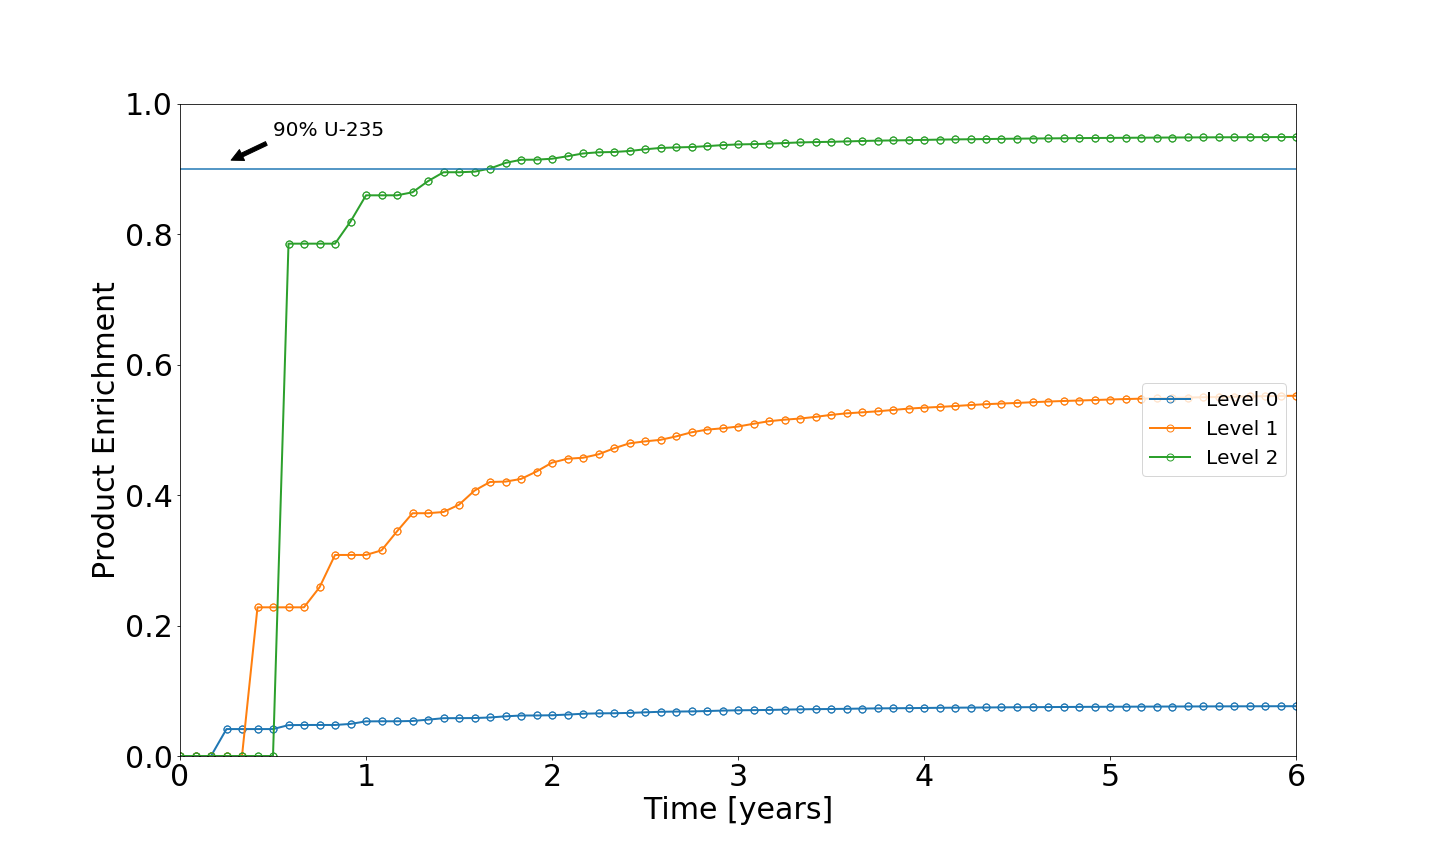 1.0
90% U-235
0.8
0.6
0.4
0.2
0.0
Product Enrichment
Level 0
Level 1
Level 2
0 1 2 3 4 5 6
Time [years]